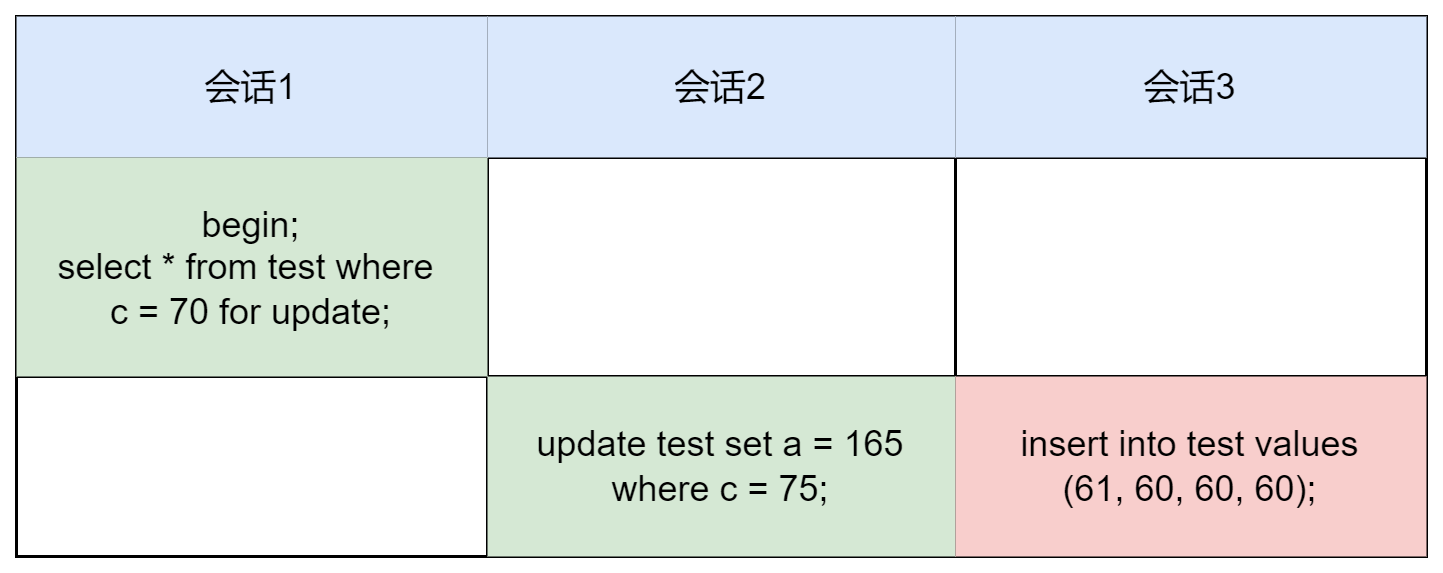 会话1
会话2
会话3
begin;
select * from test where
c = 70 for update;
update test set a = 165
where c = 75;
insert into test values
(61, 60, 60, 60);